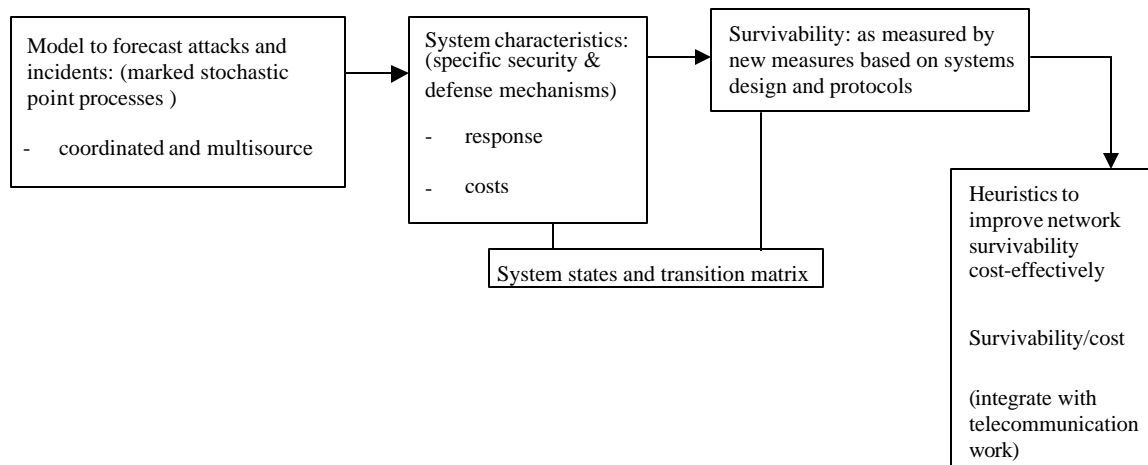 Model to forecast attacks and
incidents: (marked stochastic
point processes )
- coordinated and multisource
System characteristics:
(specific security &
defense mechanisms)
- response
- costs
Survivability: as measured by
new measures based on systems
design and protocols
System states and transition matrix
Heuristics to
improve network
survivability
cost-effectively
Survivability/cost
(integrate with
telecommunication
work)